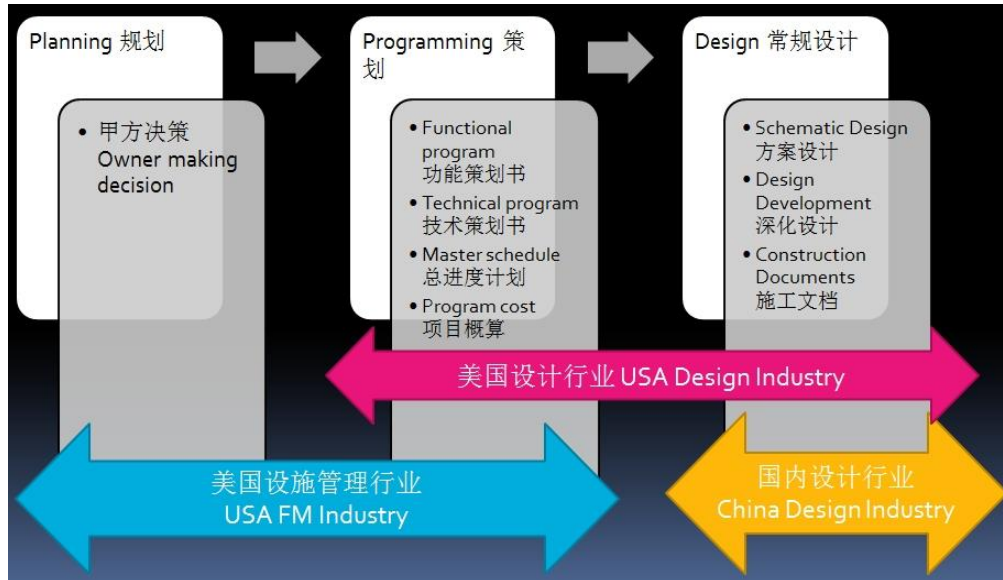 Planning 规划
• 甲方决策
Owner making
decision
Programming 策
划
• Functional
program
功能策划书
• Technical program
技术策划书
• Master schedule
总进度计划
• Program cost
项目概算
Design 常规设计
• Schematic Design
方案设计
• Design
Development
深化设计
• Construction
Documents
施工文档
美国设计行业 USA Design Industry
美国设施管理行业
USA FM Industry
国内设计行业
China Design Industry